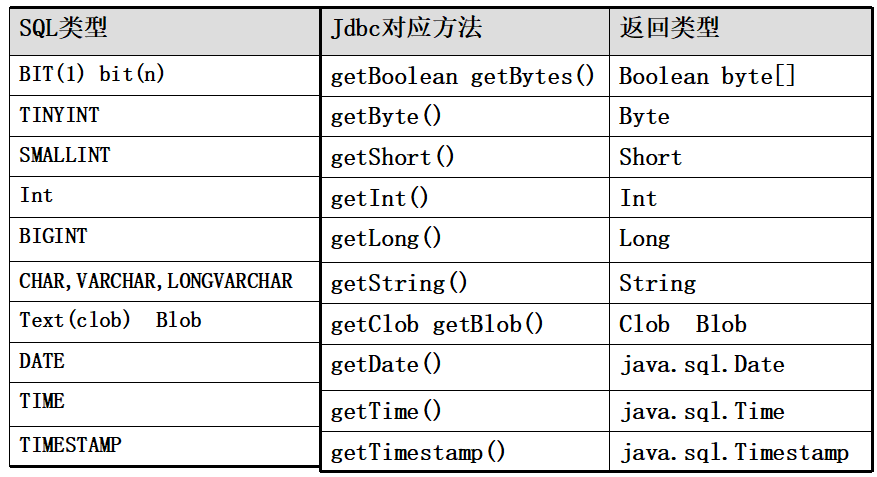 SQL类型 Jdbc对应方法 返回类型
BIT(1) bit(n) getBoolean getBytes() Boolean byte[]
TINYINT getByte() Byte
SMALLINT getShort() Short
Int getInt() Int
BIGINT getLong() Long
CHAR,VARCHAR,LONGVARCHAR getString() String
Text(clob) Blob getClob getBlob() Clob Blob
DATE getDate() java.sql.Date
TIME getTime() java.sql.Time
TIMESTAMP getTimestamp() java.sql.Timestamp